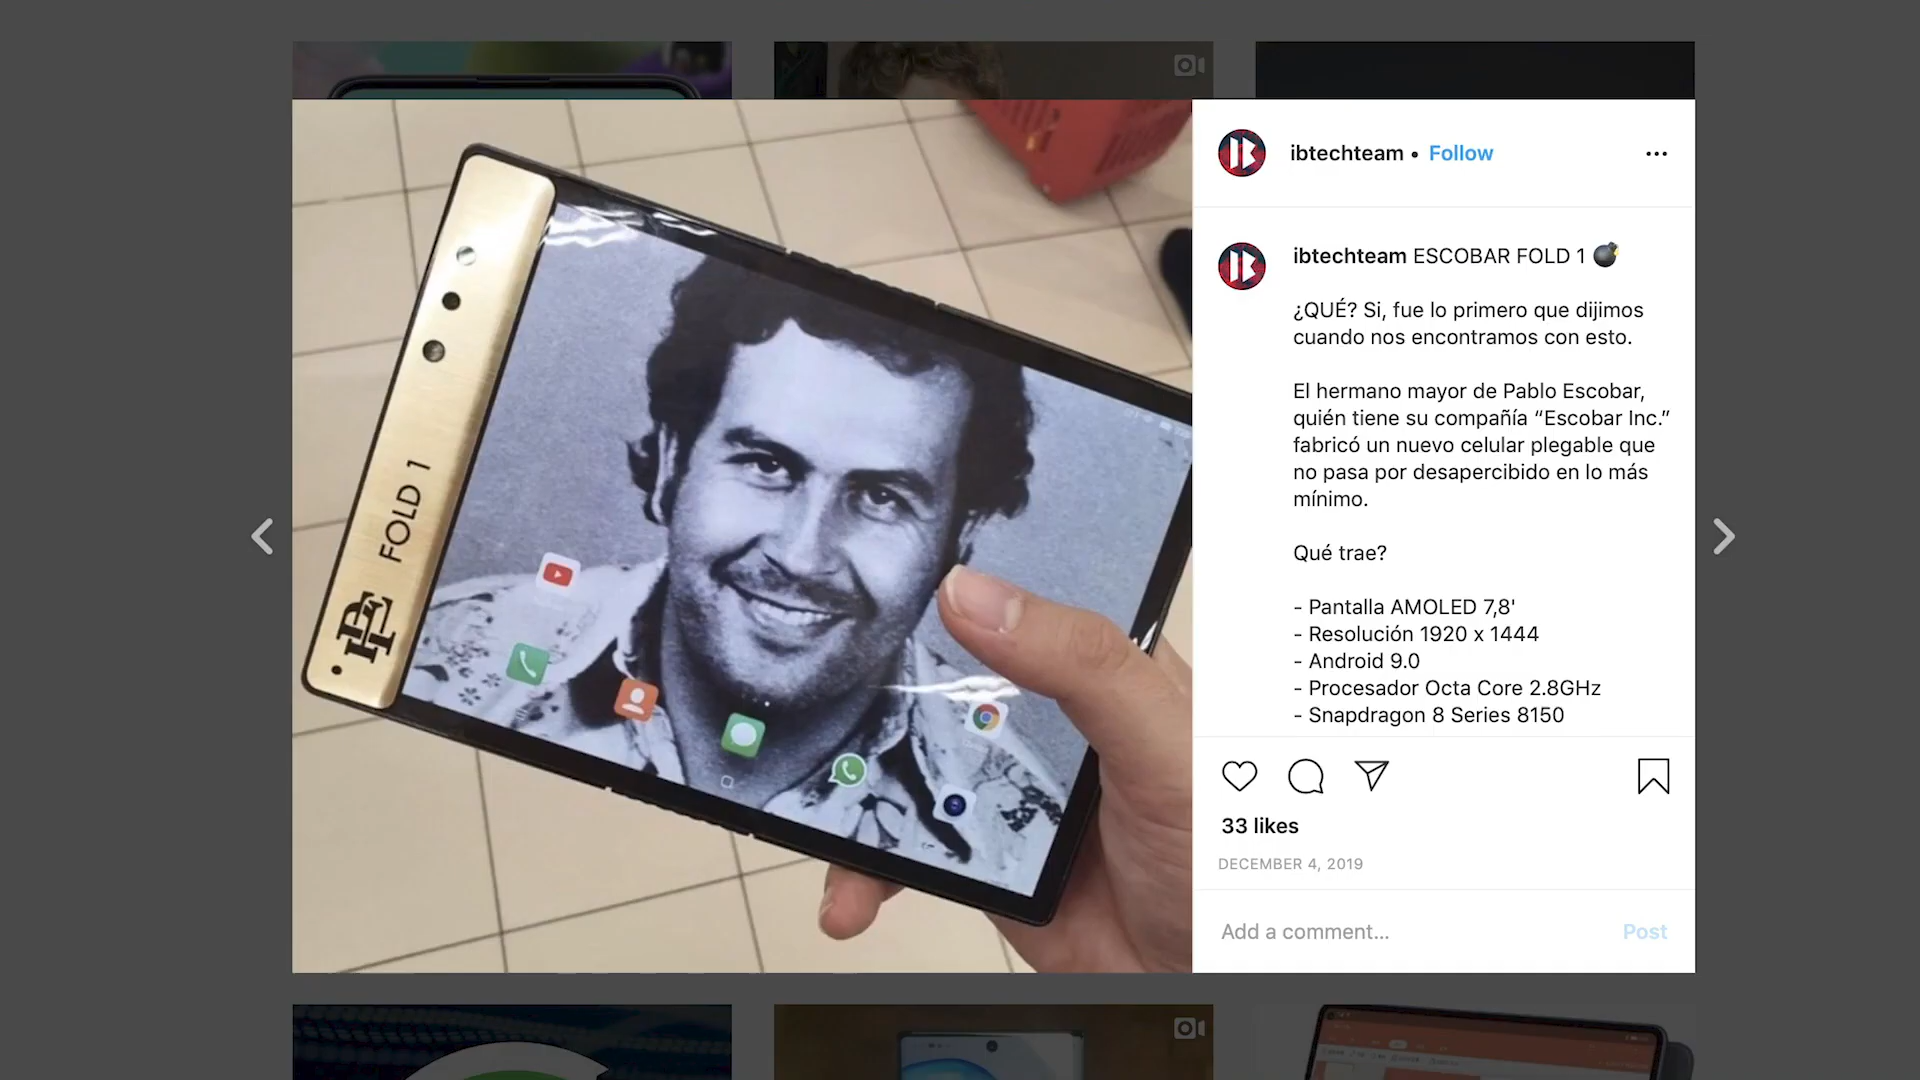 ibtechteam • Follow
ibtechteam ESCOBAR FOLD 1
¿QUÉ? Si, fue lo primero que dijimos
cuando nos encontramos con esto.
El hermano mayor de Pablo Escobar,
quién tiene su compañía “Escobar Inc.”
fabricó un nuevo celular plegable que
no pasa por desapercibido en lo más
mínimo.
Qué trae?
- Pantalla AMOLED 7,8'
- Resolución 1920 x 1444
- Android 9.0
- Procesador Octa Core 2.8GHz
- Snapdragon 8 Series 8150
33 likes
DECEMBER 4, 2019
Add a comment...
Post
FOLD 1